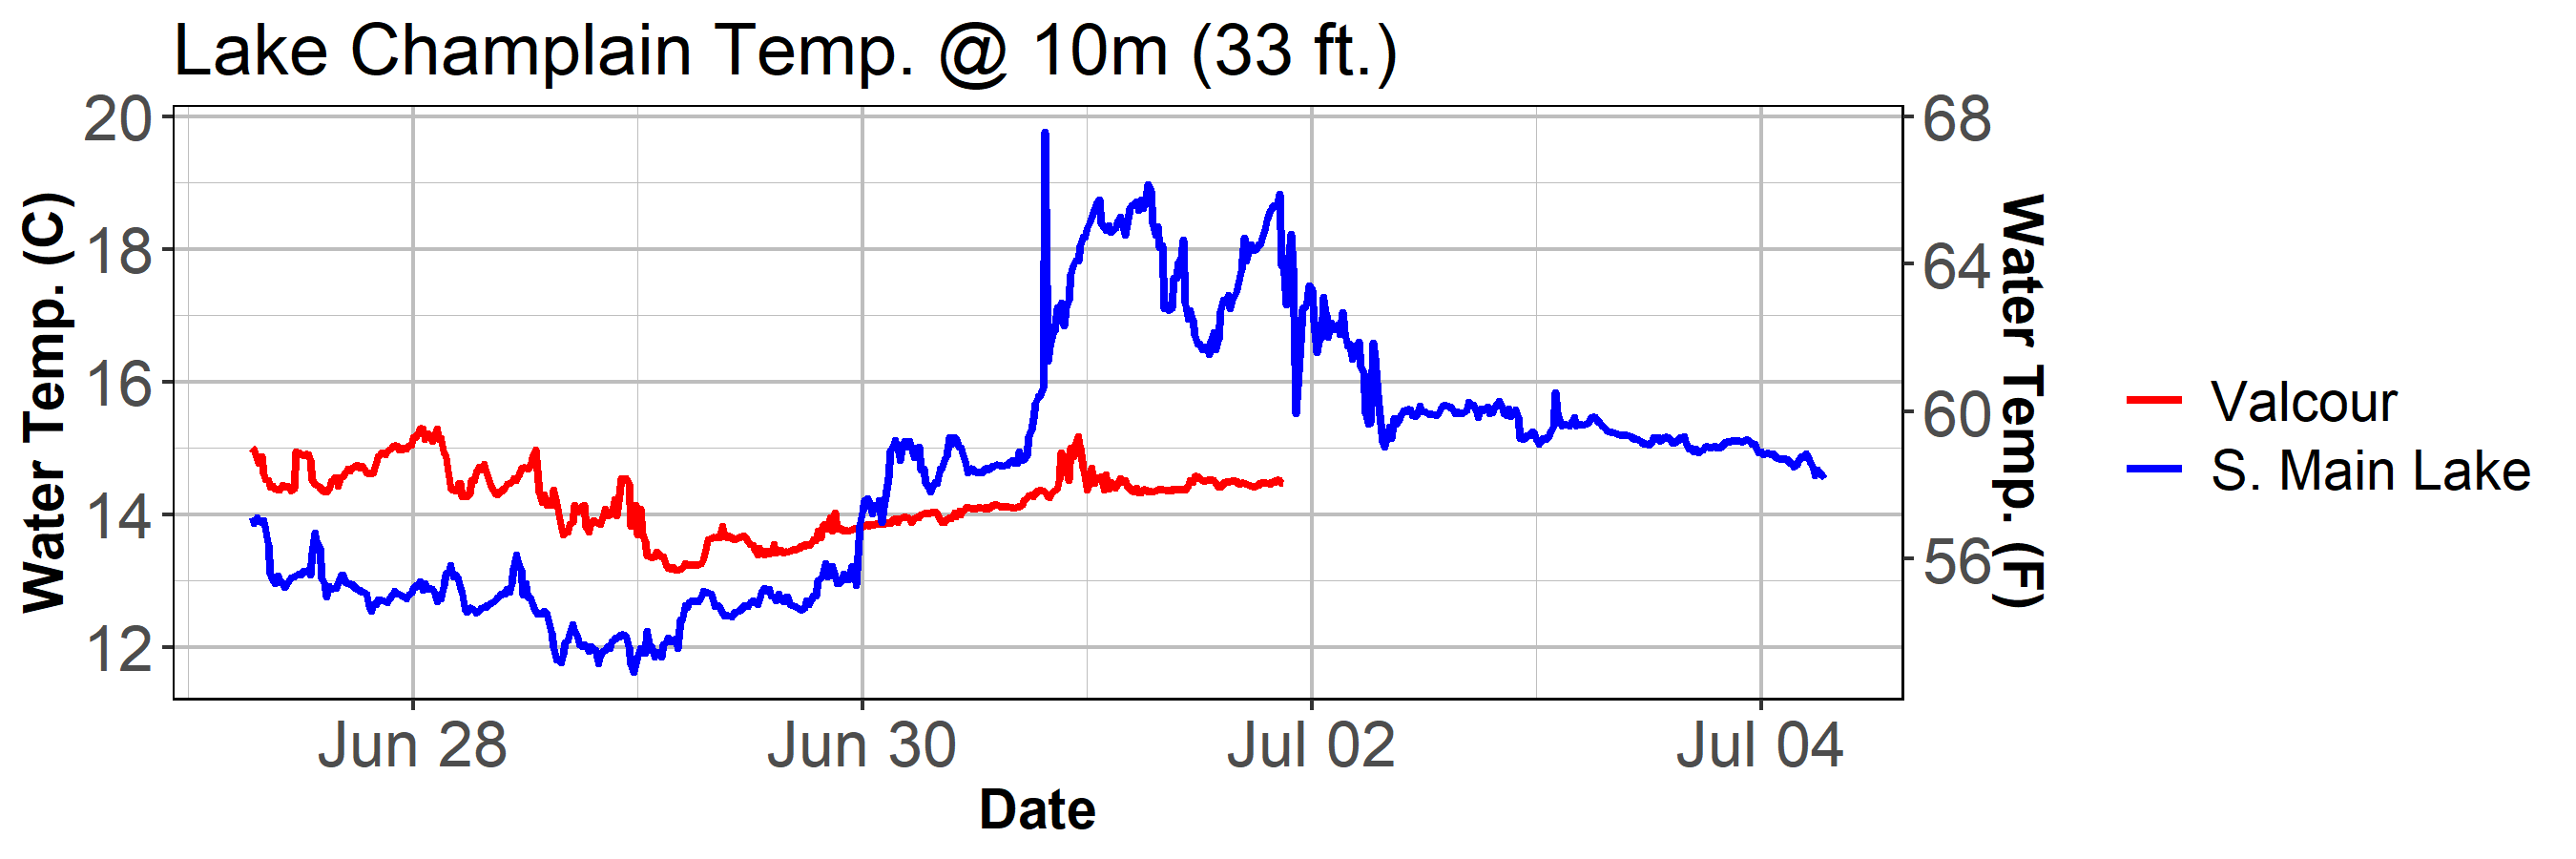 Lake Champlain Temp. @ 10m (33 ft.)
20
18
16
14
12
Water Temp. (C)
68
64
60
56
Water Temp. (F)
Jun 28
Jun 30
Jul 02
Jul 04
Date
Valcour
S. Main Lake